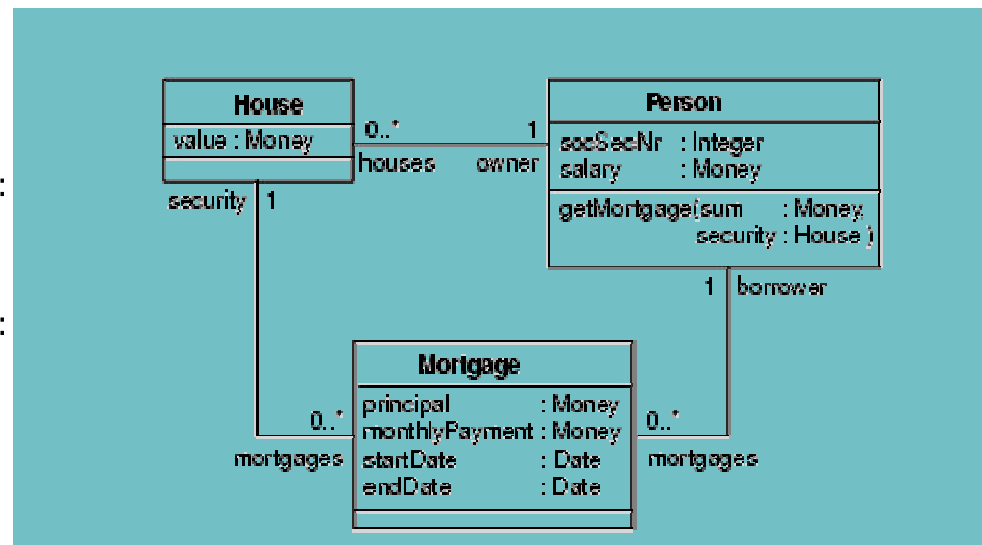 House
value : Money
0..*
1
houses
owner
Person
socSecNr : Integer
salary : Money
getMortgage(sum : Money,
security : House )
:
security
1
1
borrower
:
Mortgage
principal : Money
monthlyPayment : Money
startDate : Date
endDate : Date
0..*
mortgages
0..*
mortgages